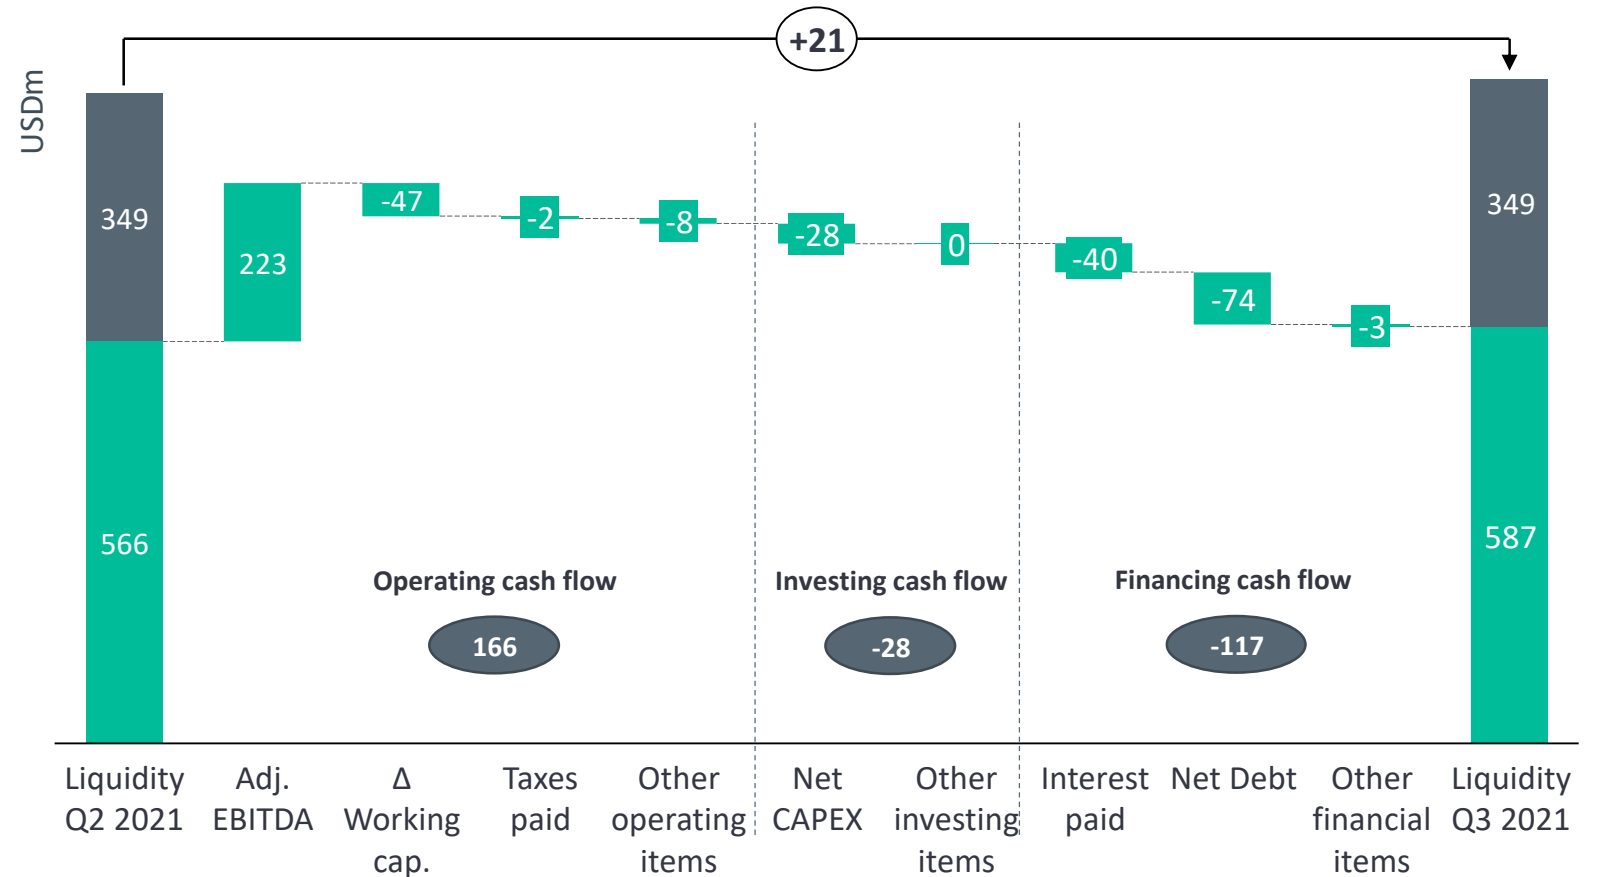 +21
USDm
349
223
-47
-2
-8
-28
0
-40
-74
-3
349
566
587
Operating cash flow
166
Investing cash flow
-28
Financing cash flow
-117
Liquidity
Q2 2021
Adj.
EBITDA
Δ
Working
cap.
Taxes
paid
Other
operating
items
Net
CAPEX
Other
investing
items
Interest
paid
Net Debt
Other
financial
items
Liquidity
Q3 2021